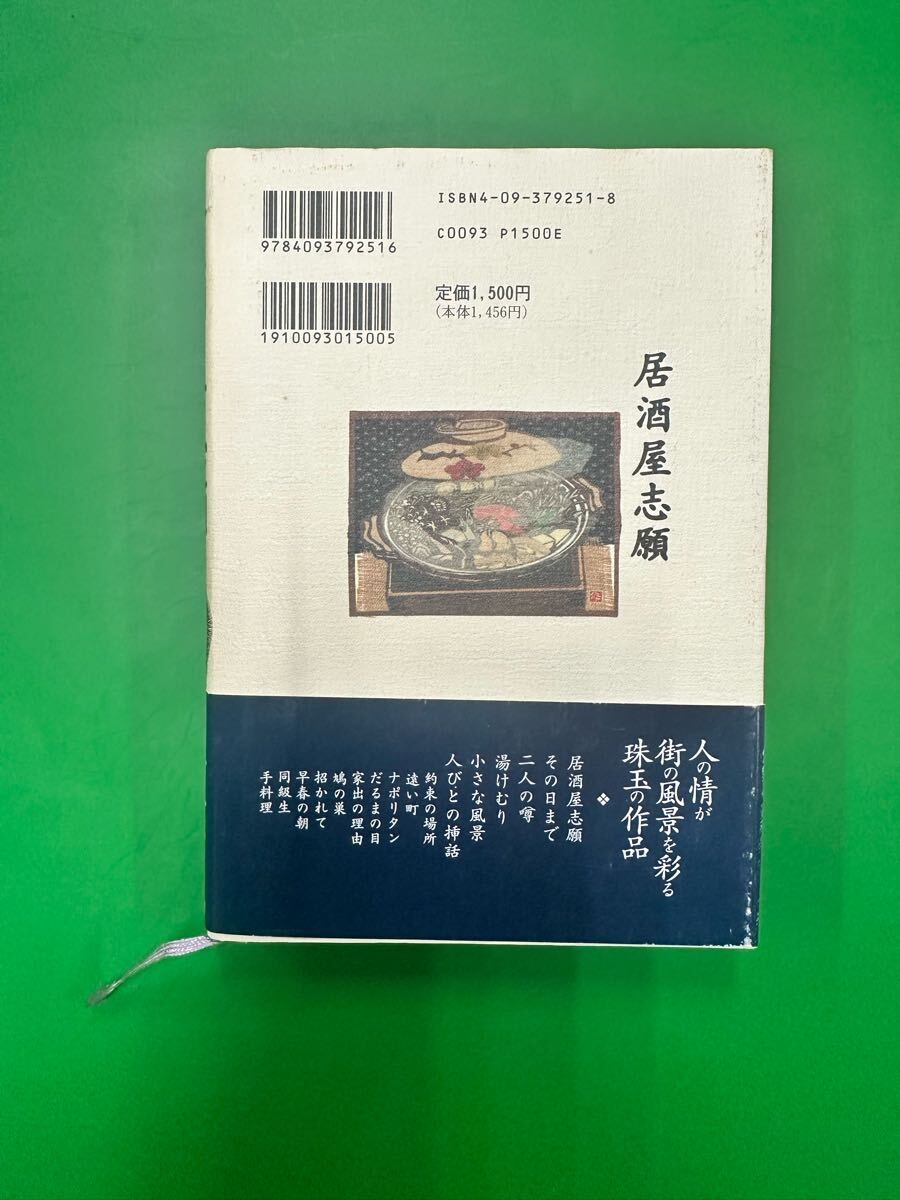 ISBN4-09-379251-8
9784093792516
C0093 P1500E
定価1,500円
(本体1,456円)
1910093015005
居酒屋志願
人の情が
街の風景を彩る
珠玉の作品
❖
居酒屋志願
その日まで
二人の噂
湯けむり
小さな風景
人びとの挿話
約束の場所
遠い町
ナポリタン
だるまの目
家出の理由
鳩の巣
招かれて
早春の朝
同級生
手料理